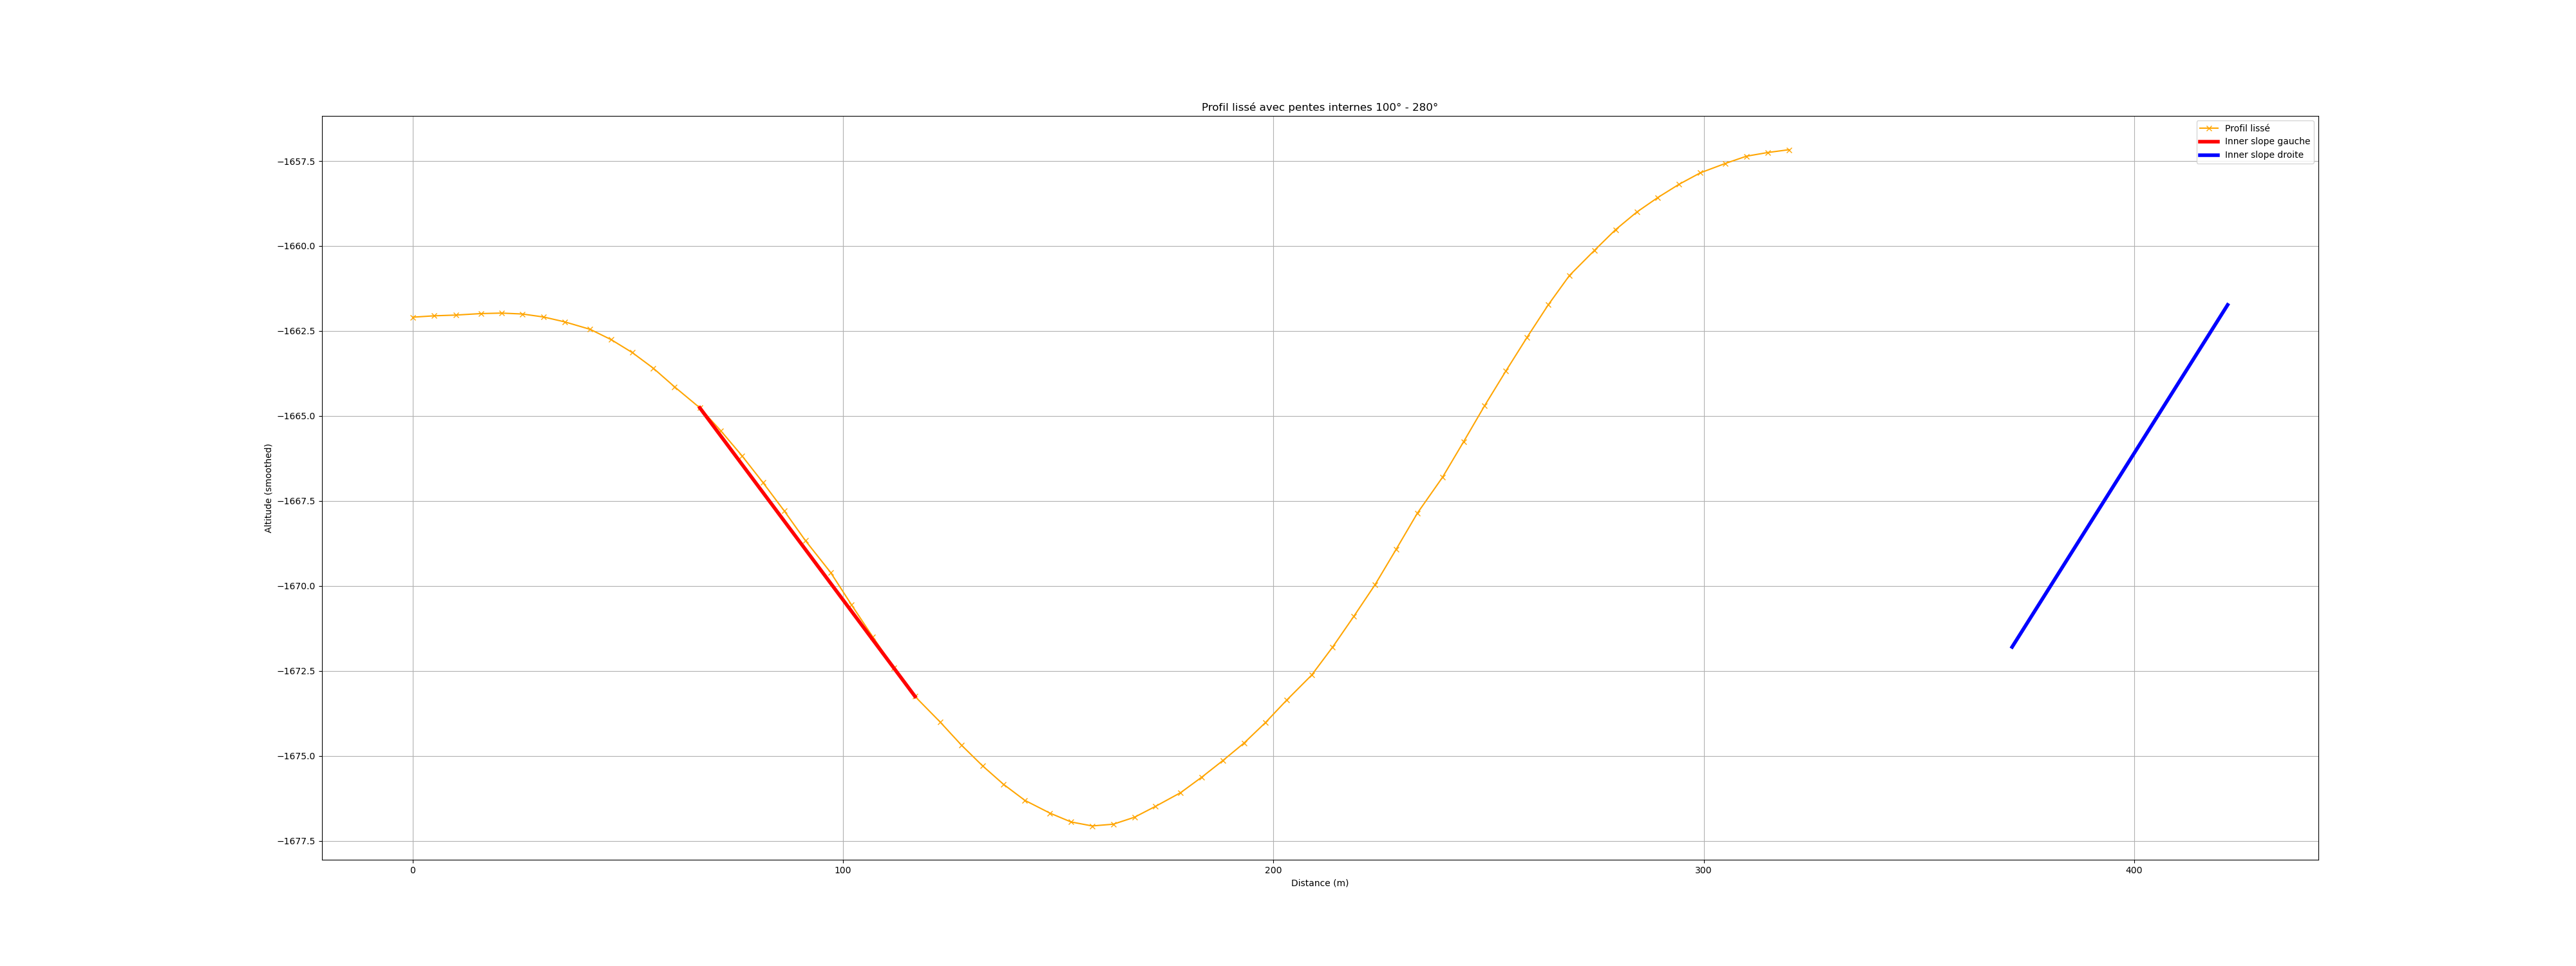 Profil lissé avec pentes internes 100° - 280°
Profil lissé
Inner slope gauche
Inner slope droite
Altitude (smoothed)
−1657.5
−1660.0
−1662.5
−1665.0
−1667.5
−1670.0
−1672.5
−1675.0
−1677.5
0
100
200
300
400
Distance (m)